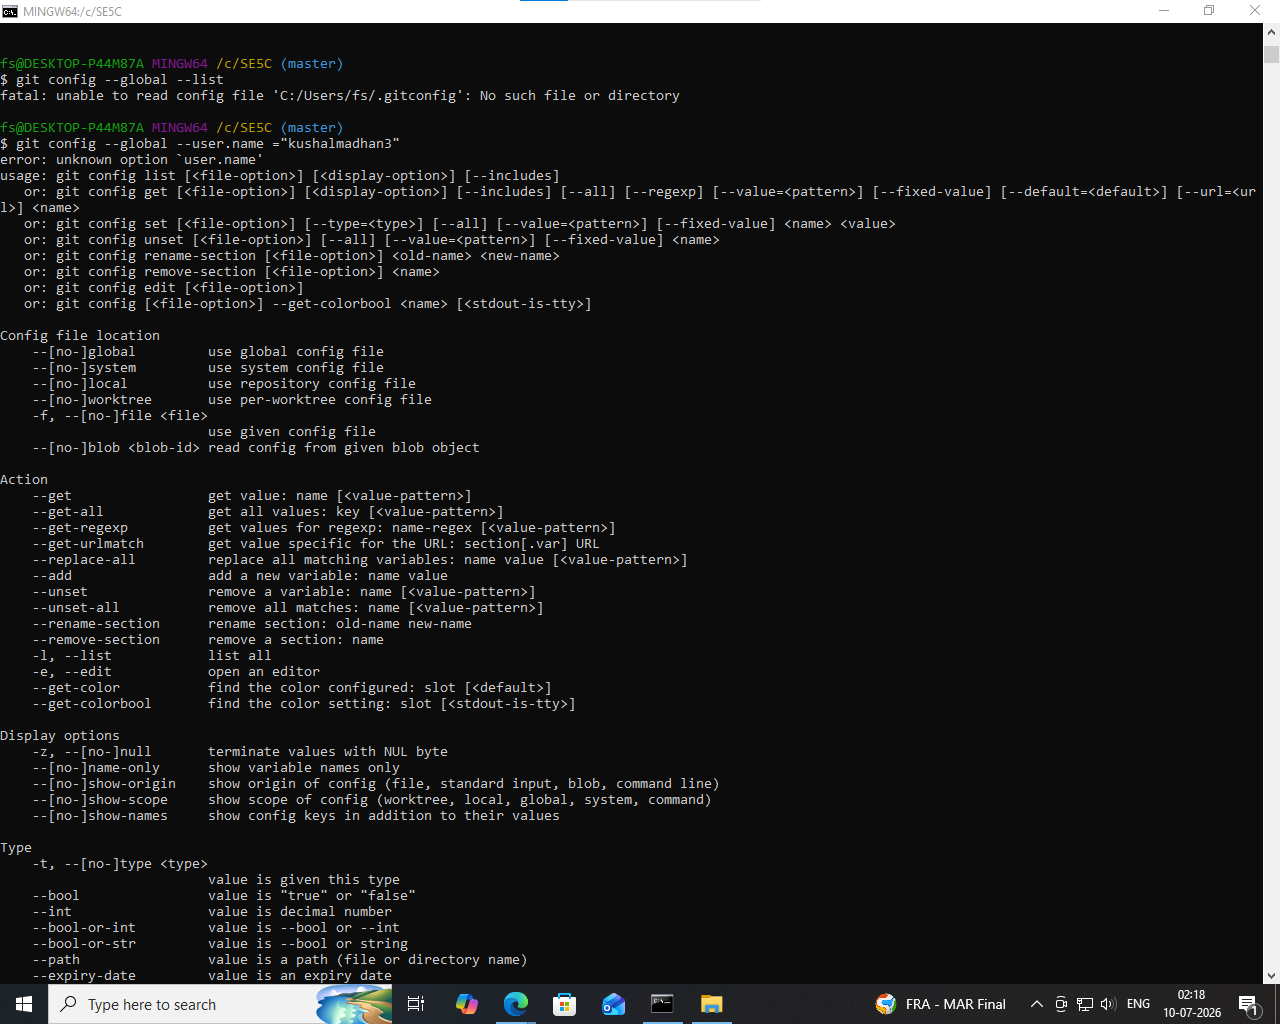 MINGW64:/c/SE5C
fs@DESKTOP-P44M87A MINGW64 /c/SE5C (master)
$ git config --global --list
fatal: unable to read config file 'C:/Users/fs/.gitconfig': No such file or directory
fs@DESKTOP-P44M87A MINGW64 /c/SE5C (master)
$ git config --global --user.name ="kushalmadhan3"
error: unknown option `user.name'
usage: git config list [<file-option>] [<display-option>] [--includes]
   or: git config get [<file-option>] [<display-option>] [--includes] [--all] [--regexp] [--value=<pattern>] [--fixed-value] [--default=<default>] [--url=<ur
l>] <name>
   or: git config set [<file-option>] [--type=<type>] [--all] [--value=<pattern>] [--fixed-value] <name> <value>
   or: git config unset [<file-option>] [--all] [--value=<pattern>] [--fixed-value] <name>
   or: git config rename-section [<file-option>] <old-name> <new-name>
   or: git config remove-section [<file-option>] <name>
   or: git config edit [<file-option>]
   or: git config [<file-option>] --get-colorbool <name> [<stdout-is-tty>]
Config file location
    --[no-]global         use global config file
    --[no-]system         use system config file
    --[no-]local          use repository config file
    --[no-]worktree       use per-worktree config file
    -f, --[no-]file <file>
                          use given config file
    --[no-]blob <blob-id> read config from given blob object
Action
    --get                 get value: name [<value-pattern>]
    --get-all             get all values: key [<value-pattern>]
    --get-regexp          get values for regexp: name-regex [<value-pattern>]
    --get-urlmatch        get value specific for the URL: section[.var] URL
    --replace-all         replace all matching variables: name value [<value-pattern>]
    --add                 add a new variable: name value
    --unset               remove a variable: name [<value-pattern>]
    --unset-all           remove all matches: name [<value-pattern>]
    --rename-section      rename section: old-name new-name
    --remove-section      remove a section: name
    -l, --list            list all
    -e, --edit            open an editor
    --get-color           find the color configured: slot [<default>]
    --get-colorbool       find the color setting: slot [<stdout-is-tty>]
Display options
    -z, --[no-]null       terminate values with NUL byte
    --[no-]name-only      show variable names only
    --[no-]show-origin    show origin of config (file, standard input, blob, command line)
    --[no-]show-scope     show scope of config (worktree, local, global, system, command)
    --[no-]show-names     show config keys in addition to their values
Type
    -t, --[no-]type <type>
                          value is given this type
    --bool                value is "true" or "false"
    --int                 value is decimal number
    --bool-or-int         value is --bool or --int
    --bool-or-str         value is --bool or string
    --path                value is a path (file or directory name)
    --expiry-date         value is an expiry date
Type here to search
FRA - MAR Final
ENG
02:18
10-07-2026
1